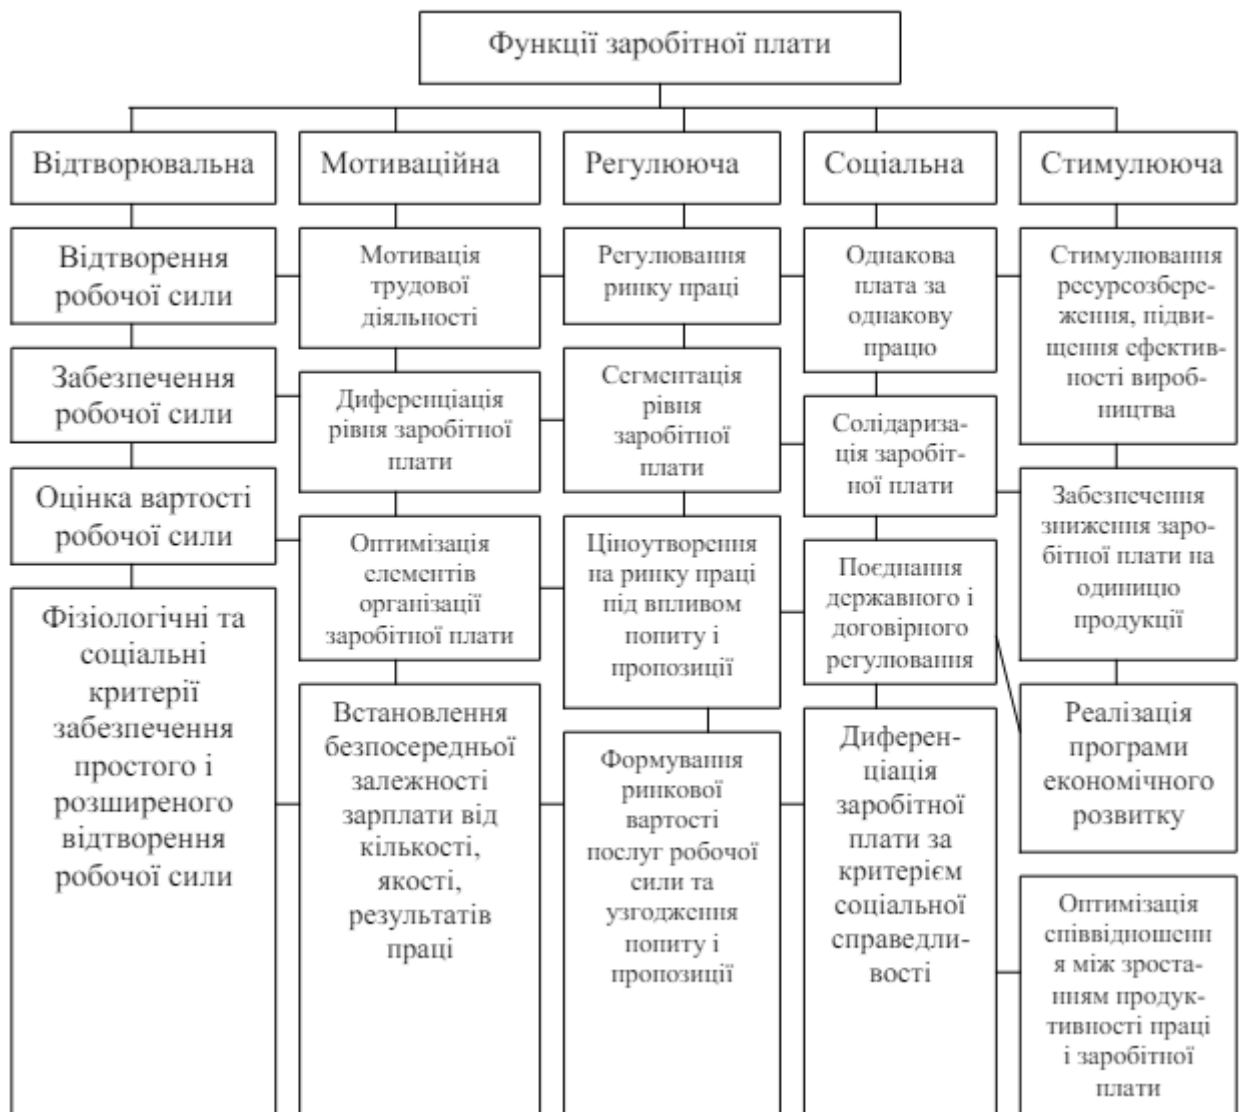 Функції заробітної плати
Відтворювальна
Мотиваційна
Регулююча
Соціальна
Стимулююча
Відтворення
робочої сили
Забезпечення
робочої сили
Оцінка вартості
робочої сили
Фізіологічні та
соціальні
критерії
забезпечення
простого і
розширеного
відтворення
робочої сили
Мотивація
трудової
діяльності
Диференціація
рівня заробітної
плати
Оптимізація
елементів
організації
заробітної плати
Встановлення
безпосередньої
залежності
зарплати від
кількості,
якості,
результатів
праці
Регулювання
ринку праці
Сегментація
рівня
заробітної
плати
Ціноутворення
на ринку праці
під впливом
попиту і
пропозиції
Формування
ринкової
вартості
послуг робочої
сили та
узгодження
попиту і
пропозиції
Однакова
плата за
однакову
працю
Солідариза-
ція заробіт-
ної плати
Поєднання
державного і
договірного
регулювання
Диферен-
ціація
заробітної
плати за
критерієм
соціальної
справедли-
вості
Стимулювання
ресурсозбере-
ження, підви-
щення ефектив-
ності вироб-
ництва
Забезпечення
зниження заро-
бітної плати на
одиницю
продукції
Реалізація
програми
економічного
розвитку
Оптимізація
співвідношенн
я між зроста-
нням продук-
тивності праці
і заробітної
плати